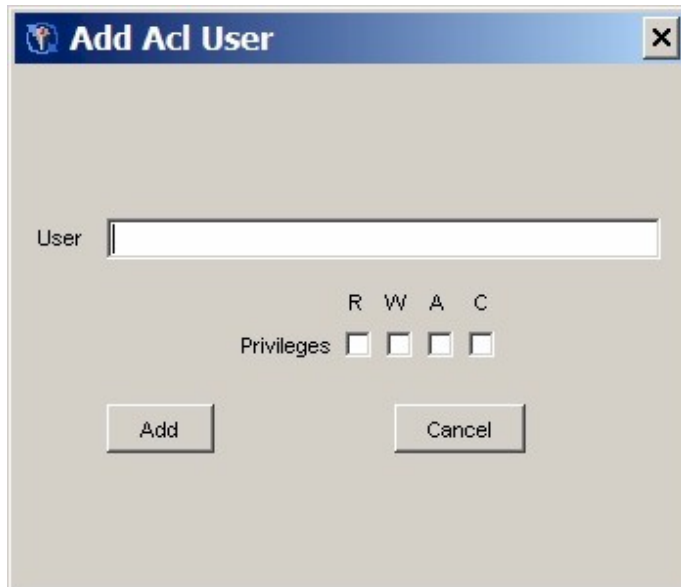 Add Acl User
User
R W A C
Privileges
Add Cancel